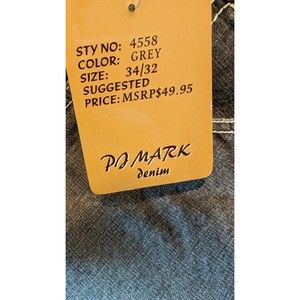 STY NO: 4558
COLOR: GREY
SIZE: 34/32
SUGGESTED
PRICE:MSRP$49.95
PJ MARK
denim